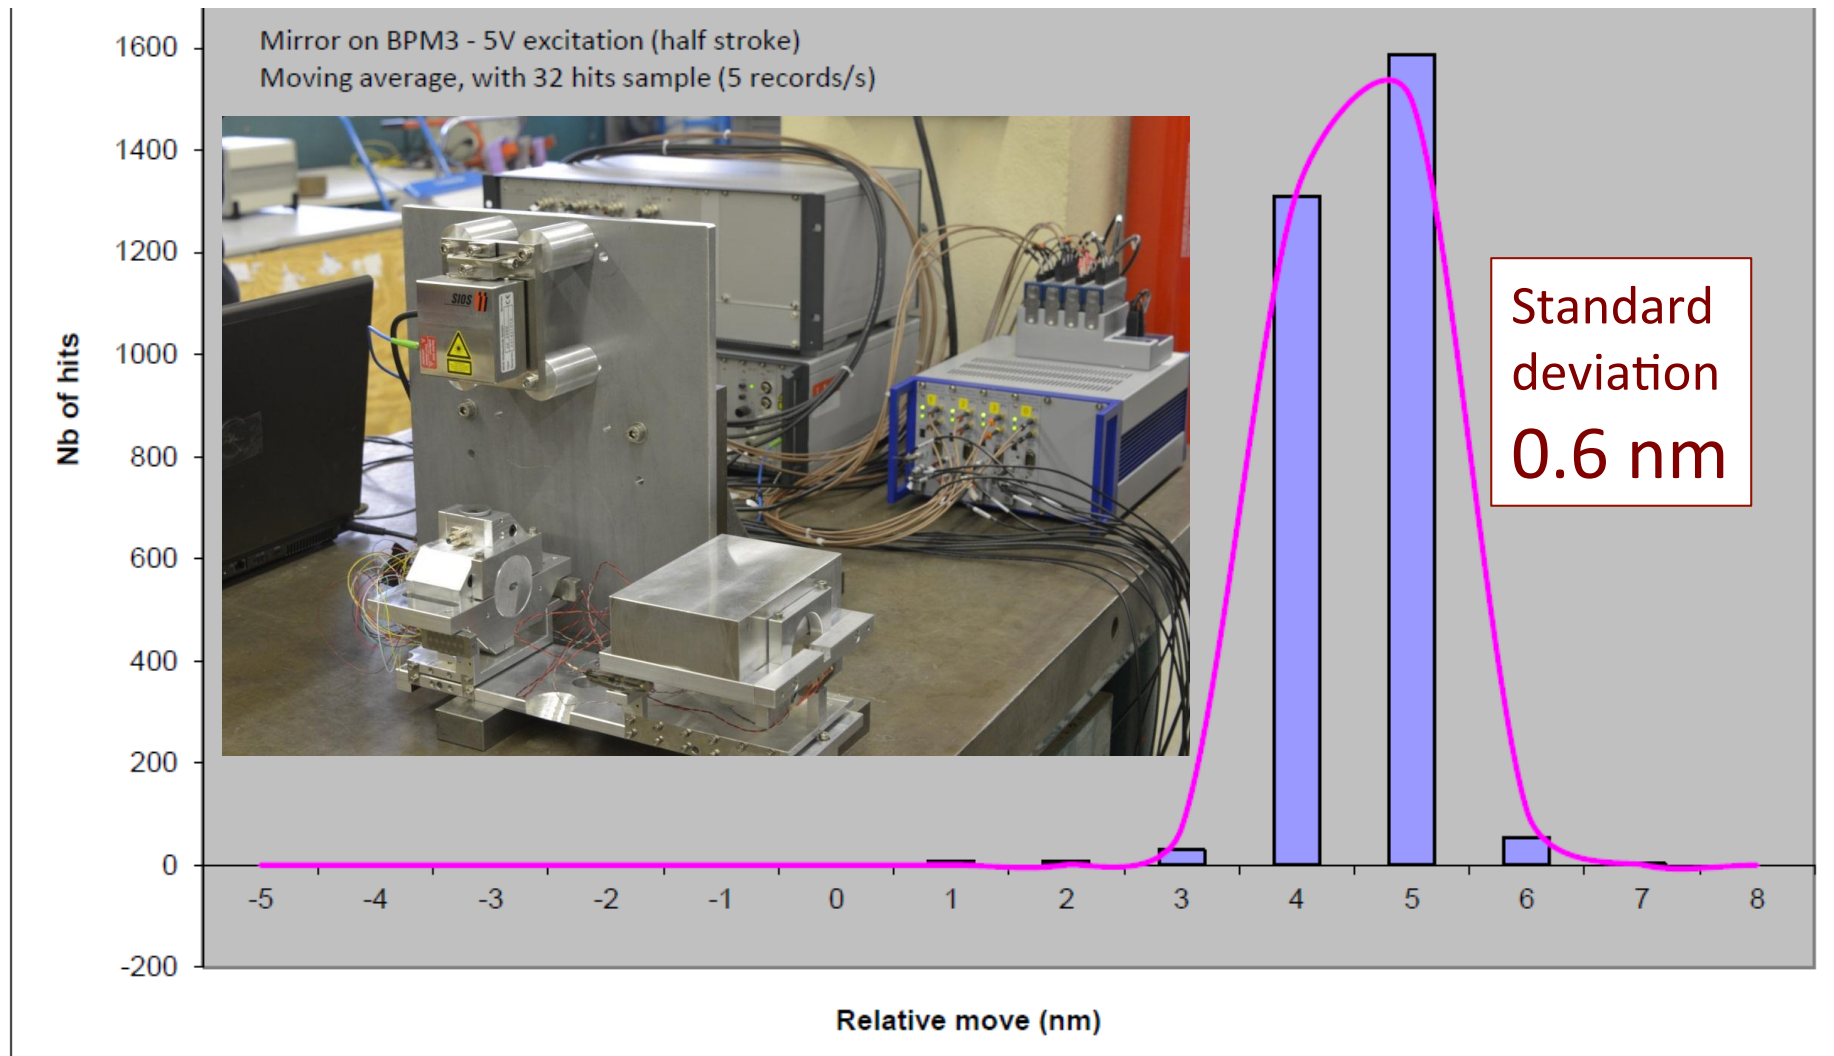 Mirror on BPM3 - 5V excitation (half stroke)
Moving average, with 32 hits sample (5 records/s)
1600
1400
1200
1000
800
600
400
200
0
-200
Nb of hits
SIOS
Standard
deviation
0.6 nm
-5 -4 -3 -2 -1 0 1 2 3 4 5 6 7 8
Relative move (nm)